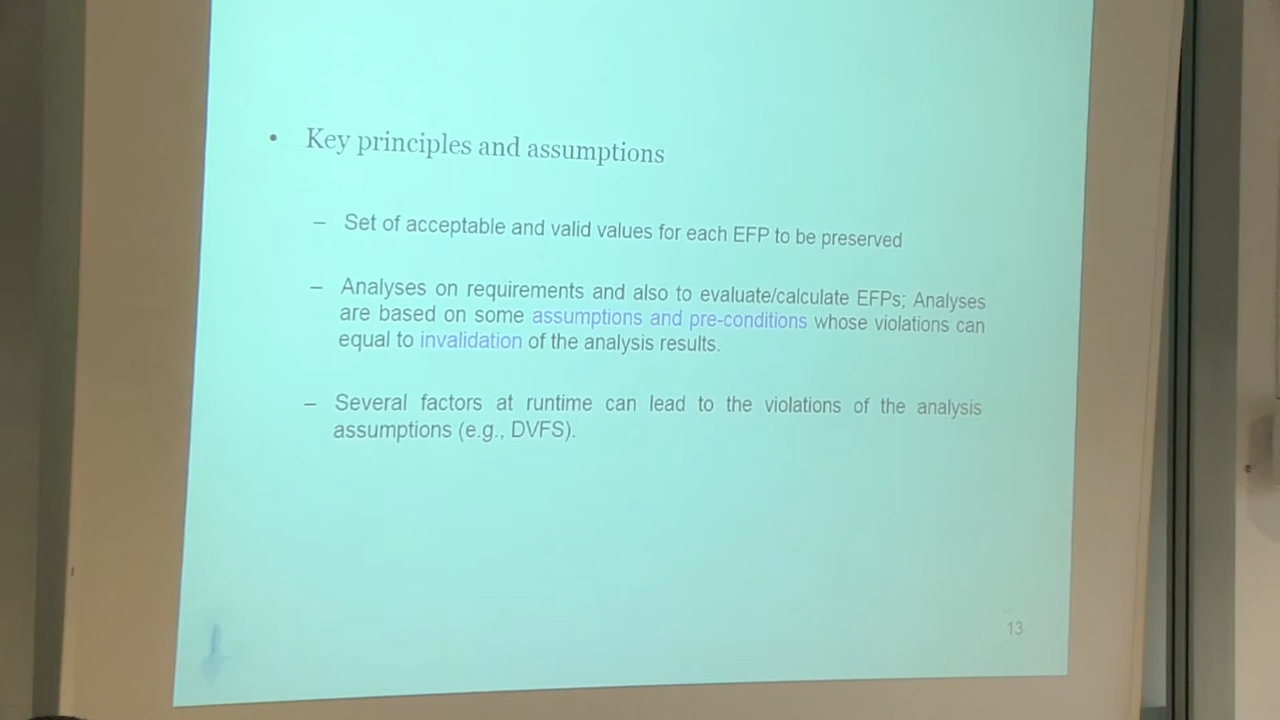 • Key principles and assumptions
– Set of acceptable and valid values for each EFP to be preserved
– Analyses on requirements and also to evaluate/calculate EFPs; Analyses
are based on some assumptions and pre-conditions whose violations can
equal to invalidation of the analysis results.
– Several factors at runtime can lead to the violations of the analysis
assumptions (e.g., DVFS).
13